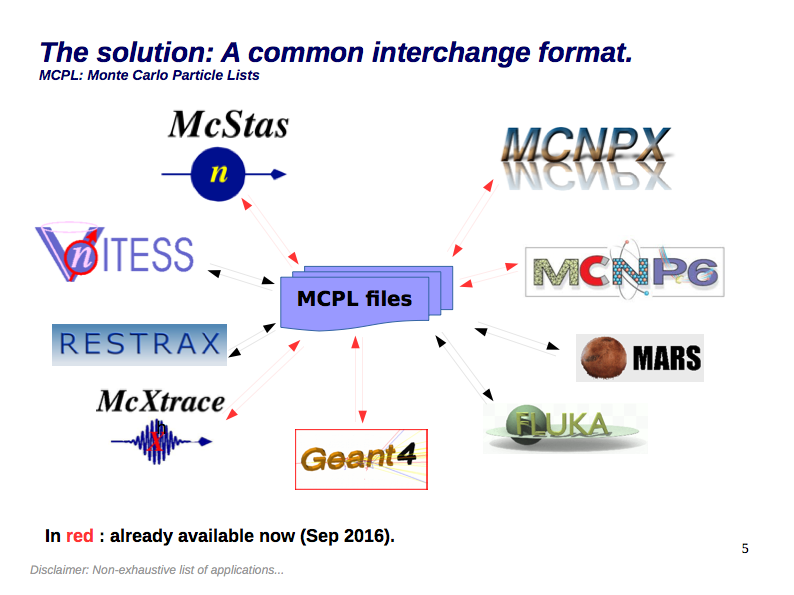 The solution: A common interchange format.
MCPL: Monte Carlo Particle Lists
McStas
n
MCNPX
VnITESS
MCNP6
MCPL files
RESTRAX
MARS
McXtrace
X
FLUKA
Geant4
In red : already available now (Sep 2016).
5
Disclaimer: Non-exhaustive list of applications...